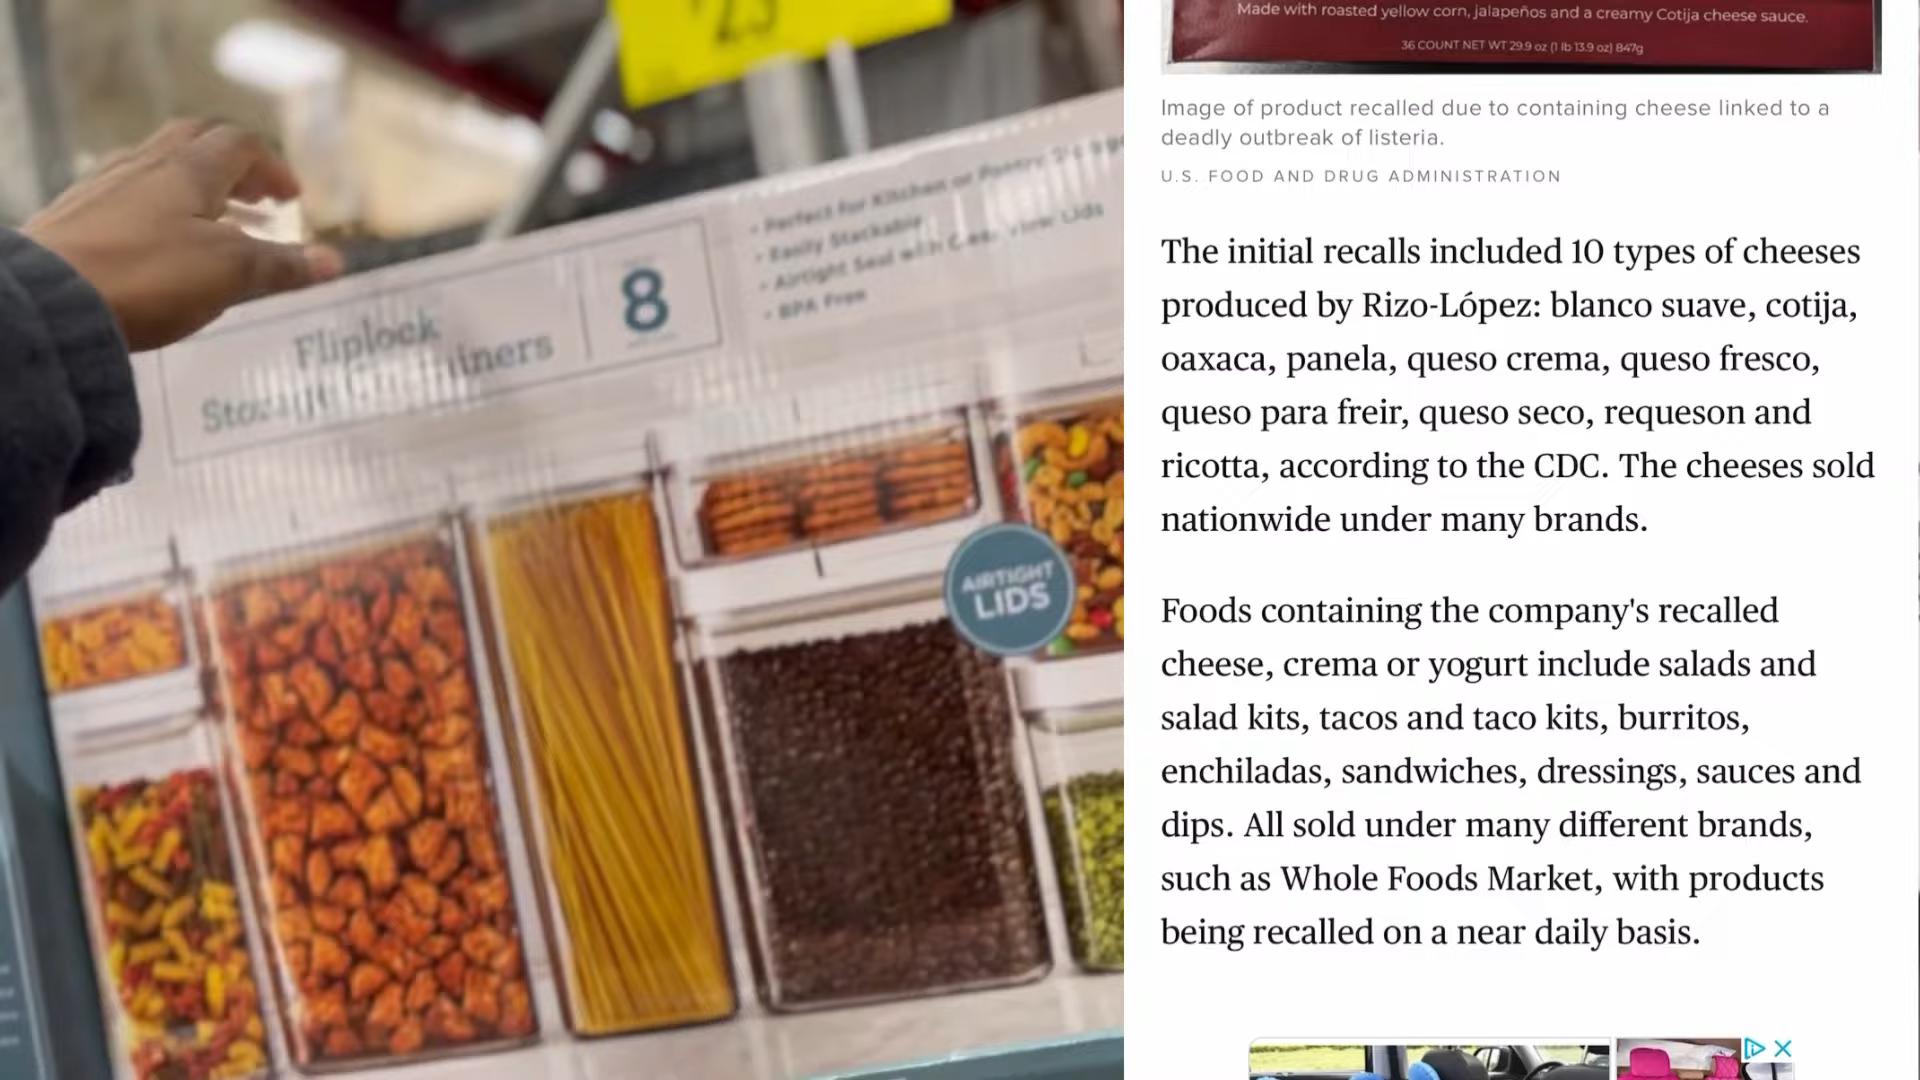 Fliplock
Storage Containers
8
• Perfect for Kitchen or Pantry
• Easily Stackable
• Airtight Seal with Clear View Lids
• BPA Free
AIRTIGHT
LIDS
Made with roasted yellow corn, jalapeños and a creamy Cotija cheese sauce.
36 COUNT NET WT 29.9 oz (1 lb 13.9 oz) 847g
Image of product recalled due to containing cheese linked to a
deadly outbreak of listeria.
U.S. FOOD AND DRUG ADMINISTRATION
The initial recalls included 10 types of cheeses
produced by Rizo-López: blanco suave, cotija,
oaxaca, panela, queso crema, queso fresco,
queso para freir, queso seco, requeson and
ricotta, according to the CDC. The cheeses sold
nationwide under many brands.
Foods containing the company's recalled
cheese, crema or yogurt include salads and
salad kits, tacos and taco kits, burritos,
enchiladas, sandwiches, dressings, sauces and
dips. All sold under many different brands,
such as Whole Foods Market, with products
being recalled on a near daily basis.